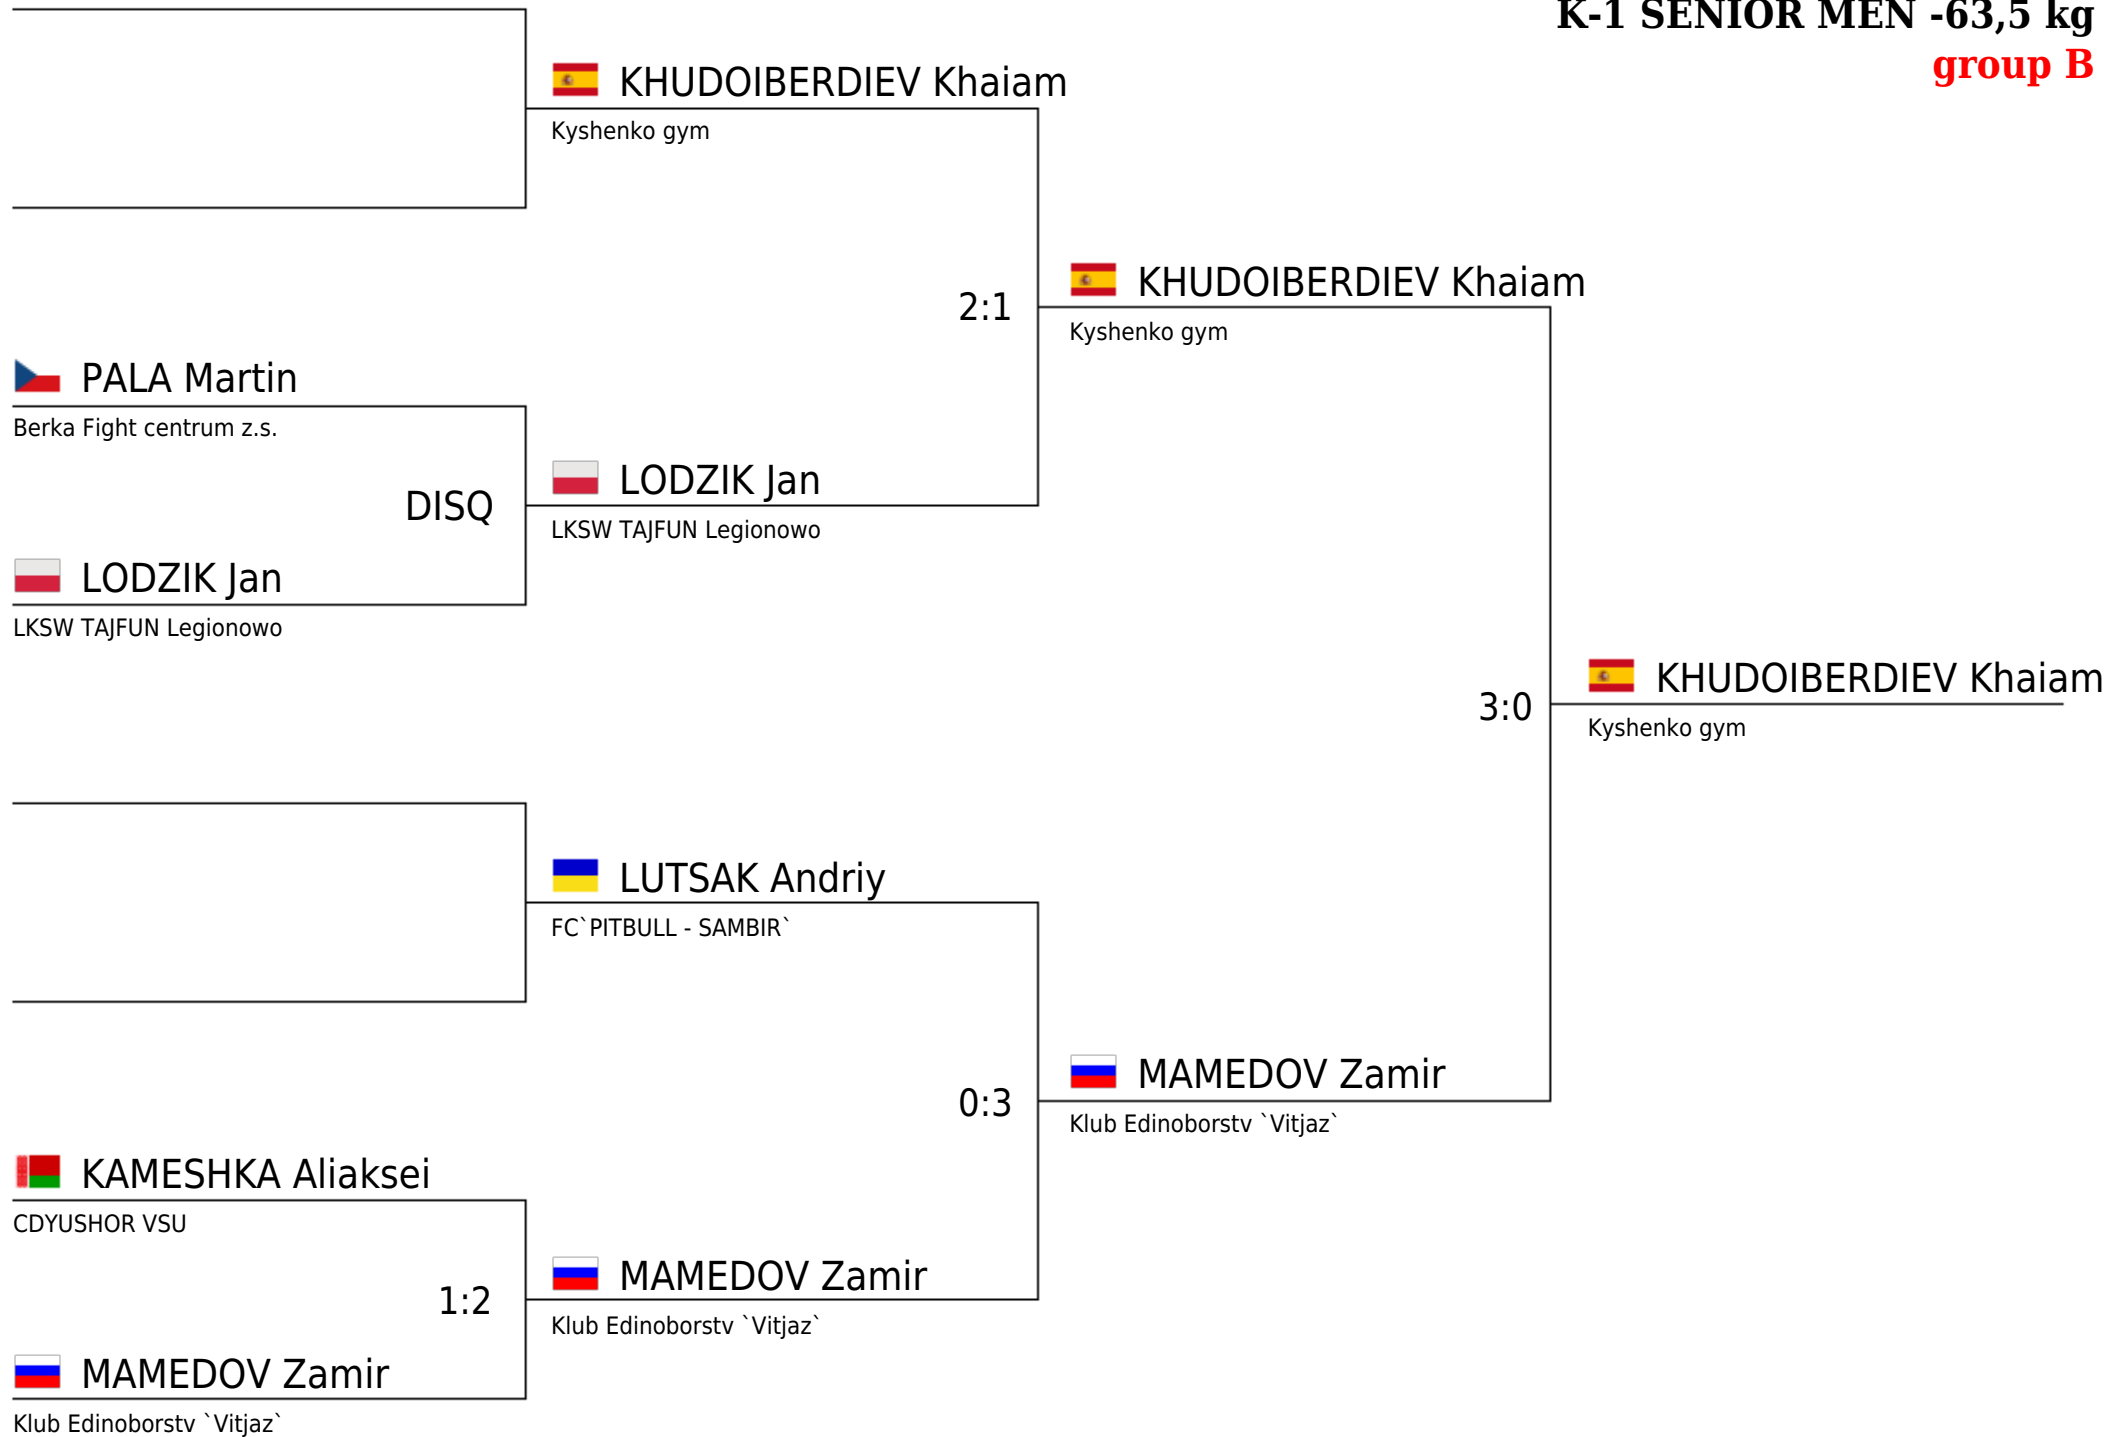 K-1 SENIOR MEN -63,5 kg
group B
KHUDOIBERDIEV Khaiam
Kyshenko gym
2:1
KHUDOIBERDIEV Khaiam
Kyshenko gym
PALA Martin
Berka Fight centrum z.s.
DISQ
LODZIK Jan
LKSW TAJFUN Legionowo
LODZIK Jan
LKSW TAJFUN Legionowo
3:0
KHUDOIBERDIEV Khaiam
Kyshenko gym
LUTSAK Andriy
FC`PITBULL - SAMBIR`
0:3
MAMEDOV Zamir
Klub Edinoborstv `Vitjaz`
KAMESHKA Aliaksei
CDYUSHOR VSU
1:2
MAMEDOV Zamir
Klub Edinoborstv `Vitjaz`
MAMEDOV Zamir
Klub Edinoborstv `Vitjaz`